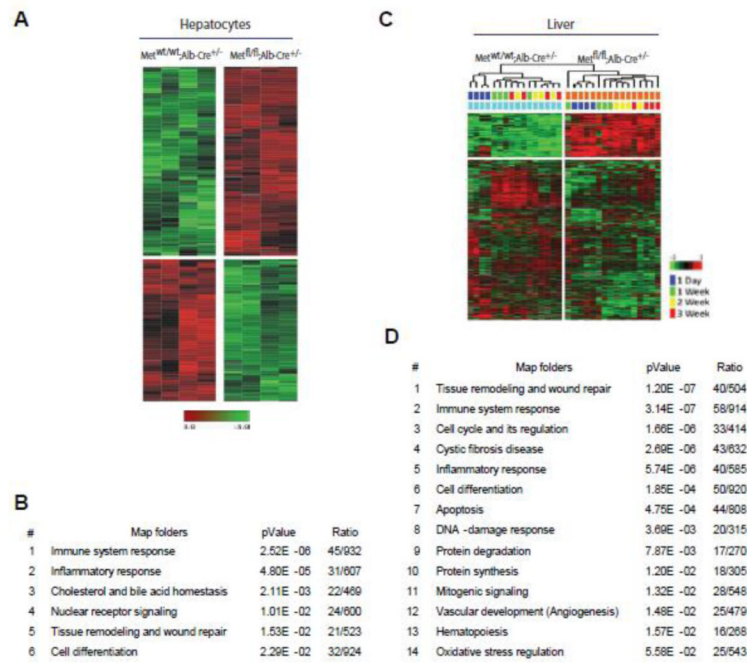 A
Hepatocytes
Metwt/wt;Alb-Cre+/- Metfl/fl;Alb-Cre+/-
C
Liver
Metwt/wt;Alb-Cre+/- Metfl/fl;Alb-Cre+/-
1 Day
1 Week
2 Week
3 Week
B
# Map folders pValue Ratio
1 Immune system response 2.52E -06 45/932
2 Inflammatory response 4.80E -05 31/607
3 Cholesterol and bile acid homestasis 2.11E -03 22/469
4 Nuclear receptor signaling 1.01E -02 24/600
5 Tissue remodeling and wound repair 1.53E -02 21/523
6 Cell differentiation 2.29E -02 32/924
D
# Map folders pValue Ratio
1 Tissue remodeling and wound repair 1.20E -07 40/504
2 Immune system response 3.14E -07 58/914
3 Cell cycle and its regulation 1.66E -06 33/414
4 Cystic fibrosis disease 2.69E -06 43/632
5 Inflammatory response 5.74E -06 40/585
6 Cell differentiation 1.85E -04 50/920
7 Apoptosis 4.75E -04 44/808
8 DNA -damage response 3.69E -03 20/315
9 Protein degradation 7.87E -03 17/270
10 Protein synthesis 1.20E -02 18/305
11 Mitogenic signaling 1.32E -02 28/548
12 Vascular development (Angiogenesis) 1.48E -02 25/479
13 Hematopoiesis 1.57E -02 16/268
14 Oxidative stress regulation 5.58E -02 25/543